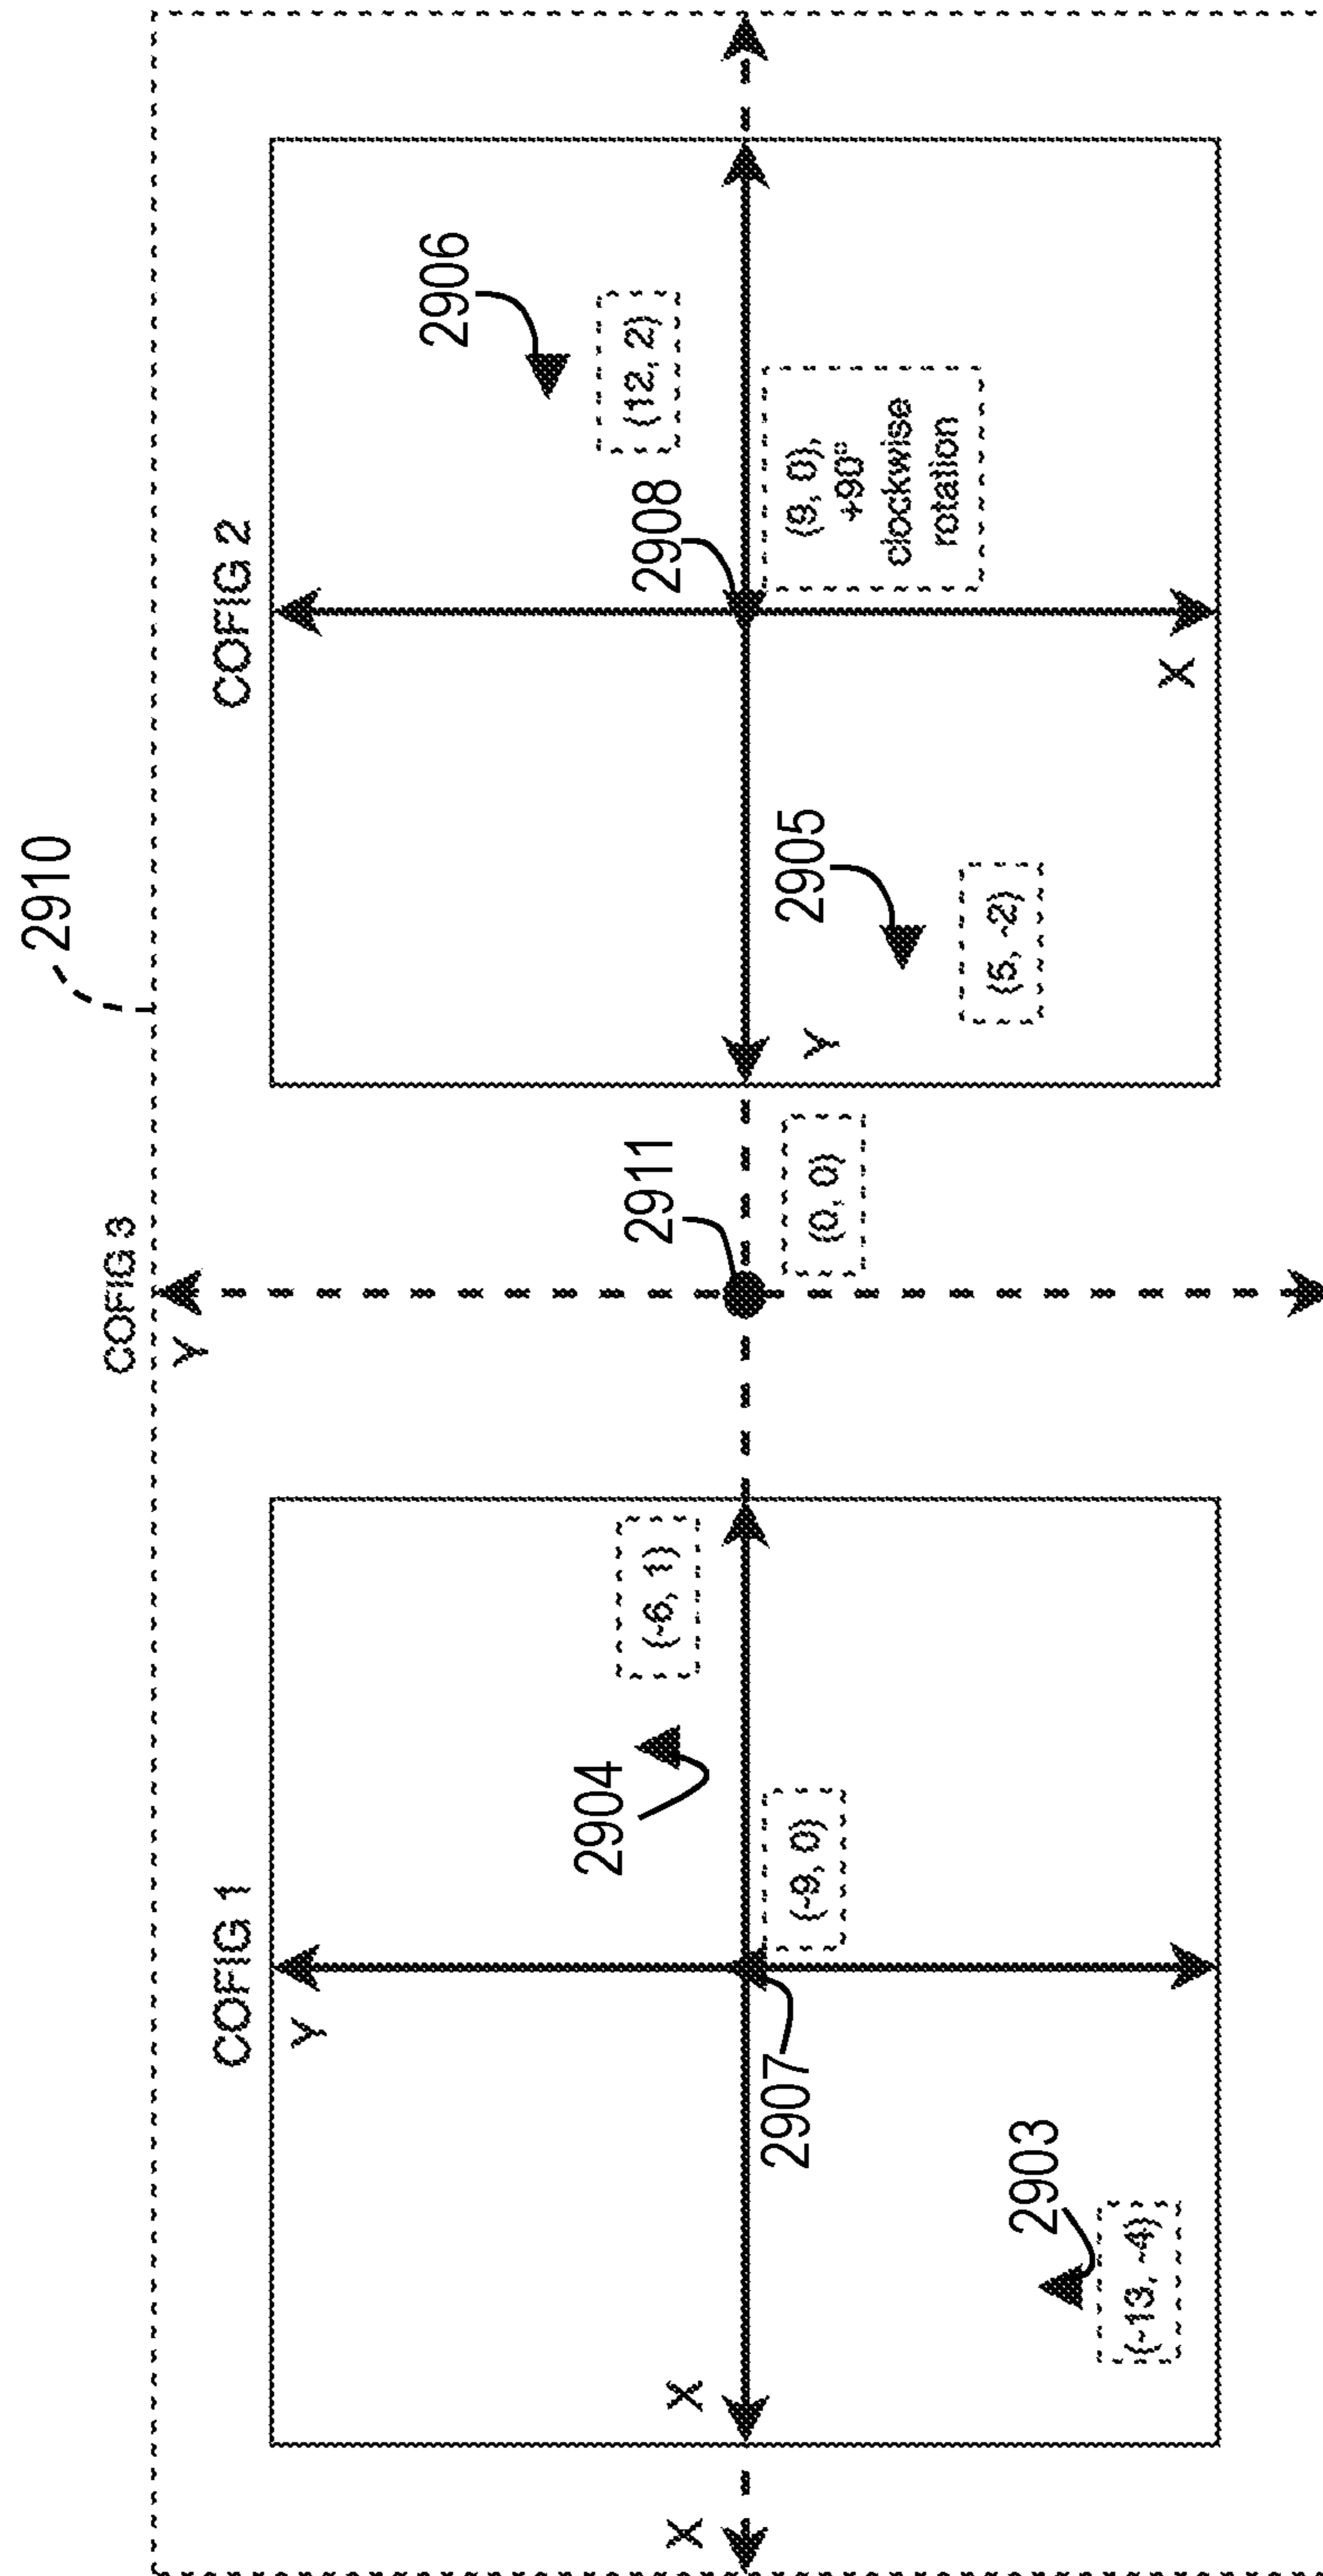 2910
COFIG 3
Y
COFIG 1
COFIG 2
Y
2906
2904
(12, 2)
(-6, 1)
2911
2908
X
X
2907
(-9, 0)
(0, 0)
Y
2905
(9, 0),
+90°
clockwise
rotation
2903
(5, -2)
(-13, -4)
X